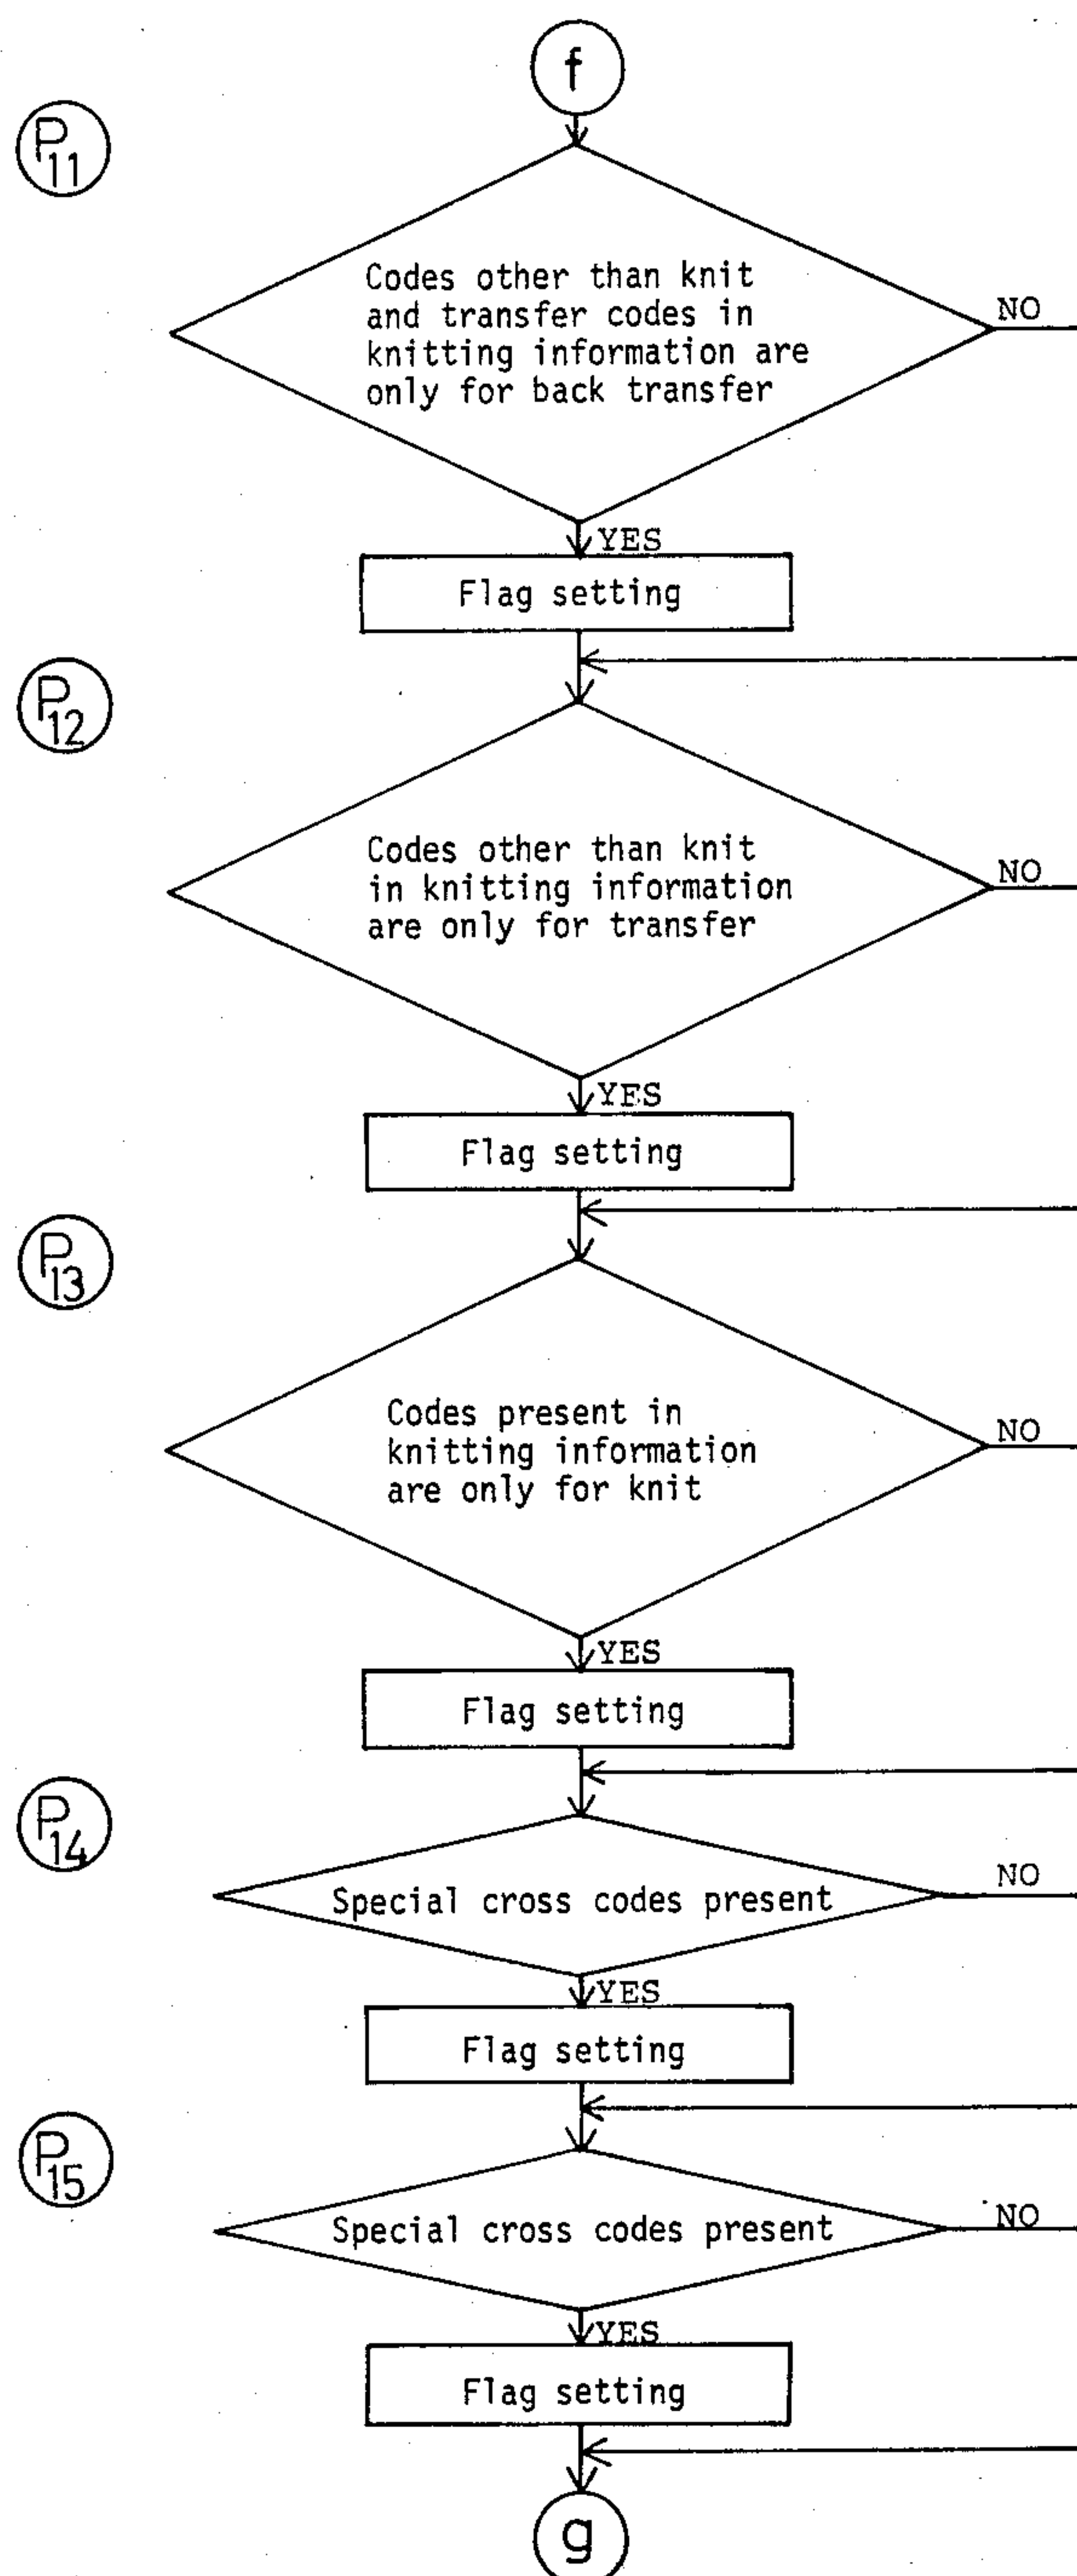 f
P11
Codes other than knit
and transfer codes in
knitting information are
only for back transfer
NO
YES
Flag setting
P12
Codes other than knit
in knitting information
are only for transfer
NO
YES
Flag setting
P13
Codes present in
knitting information
are only for knit
NO
YES
Flag setting
P14
Special cross codes present
NO
YES
Flag setting
P15
Special cross codes present
NO
YES
Flag setting
g